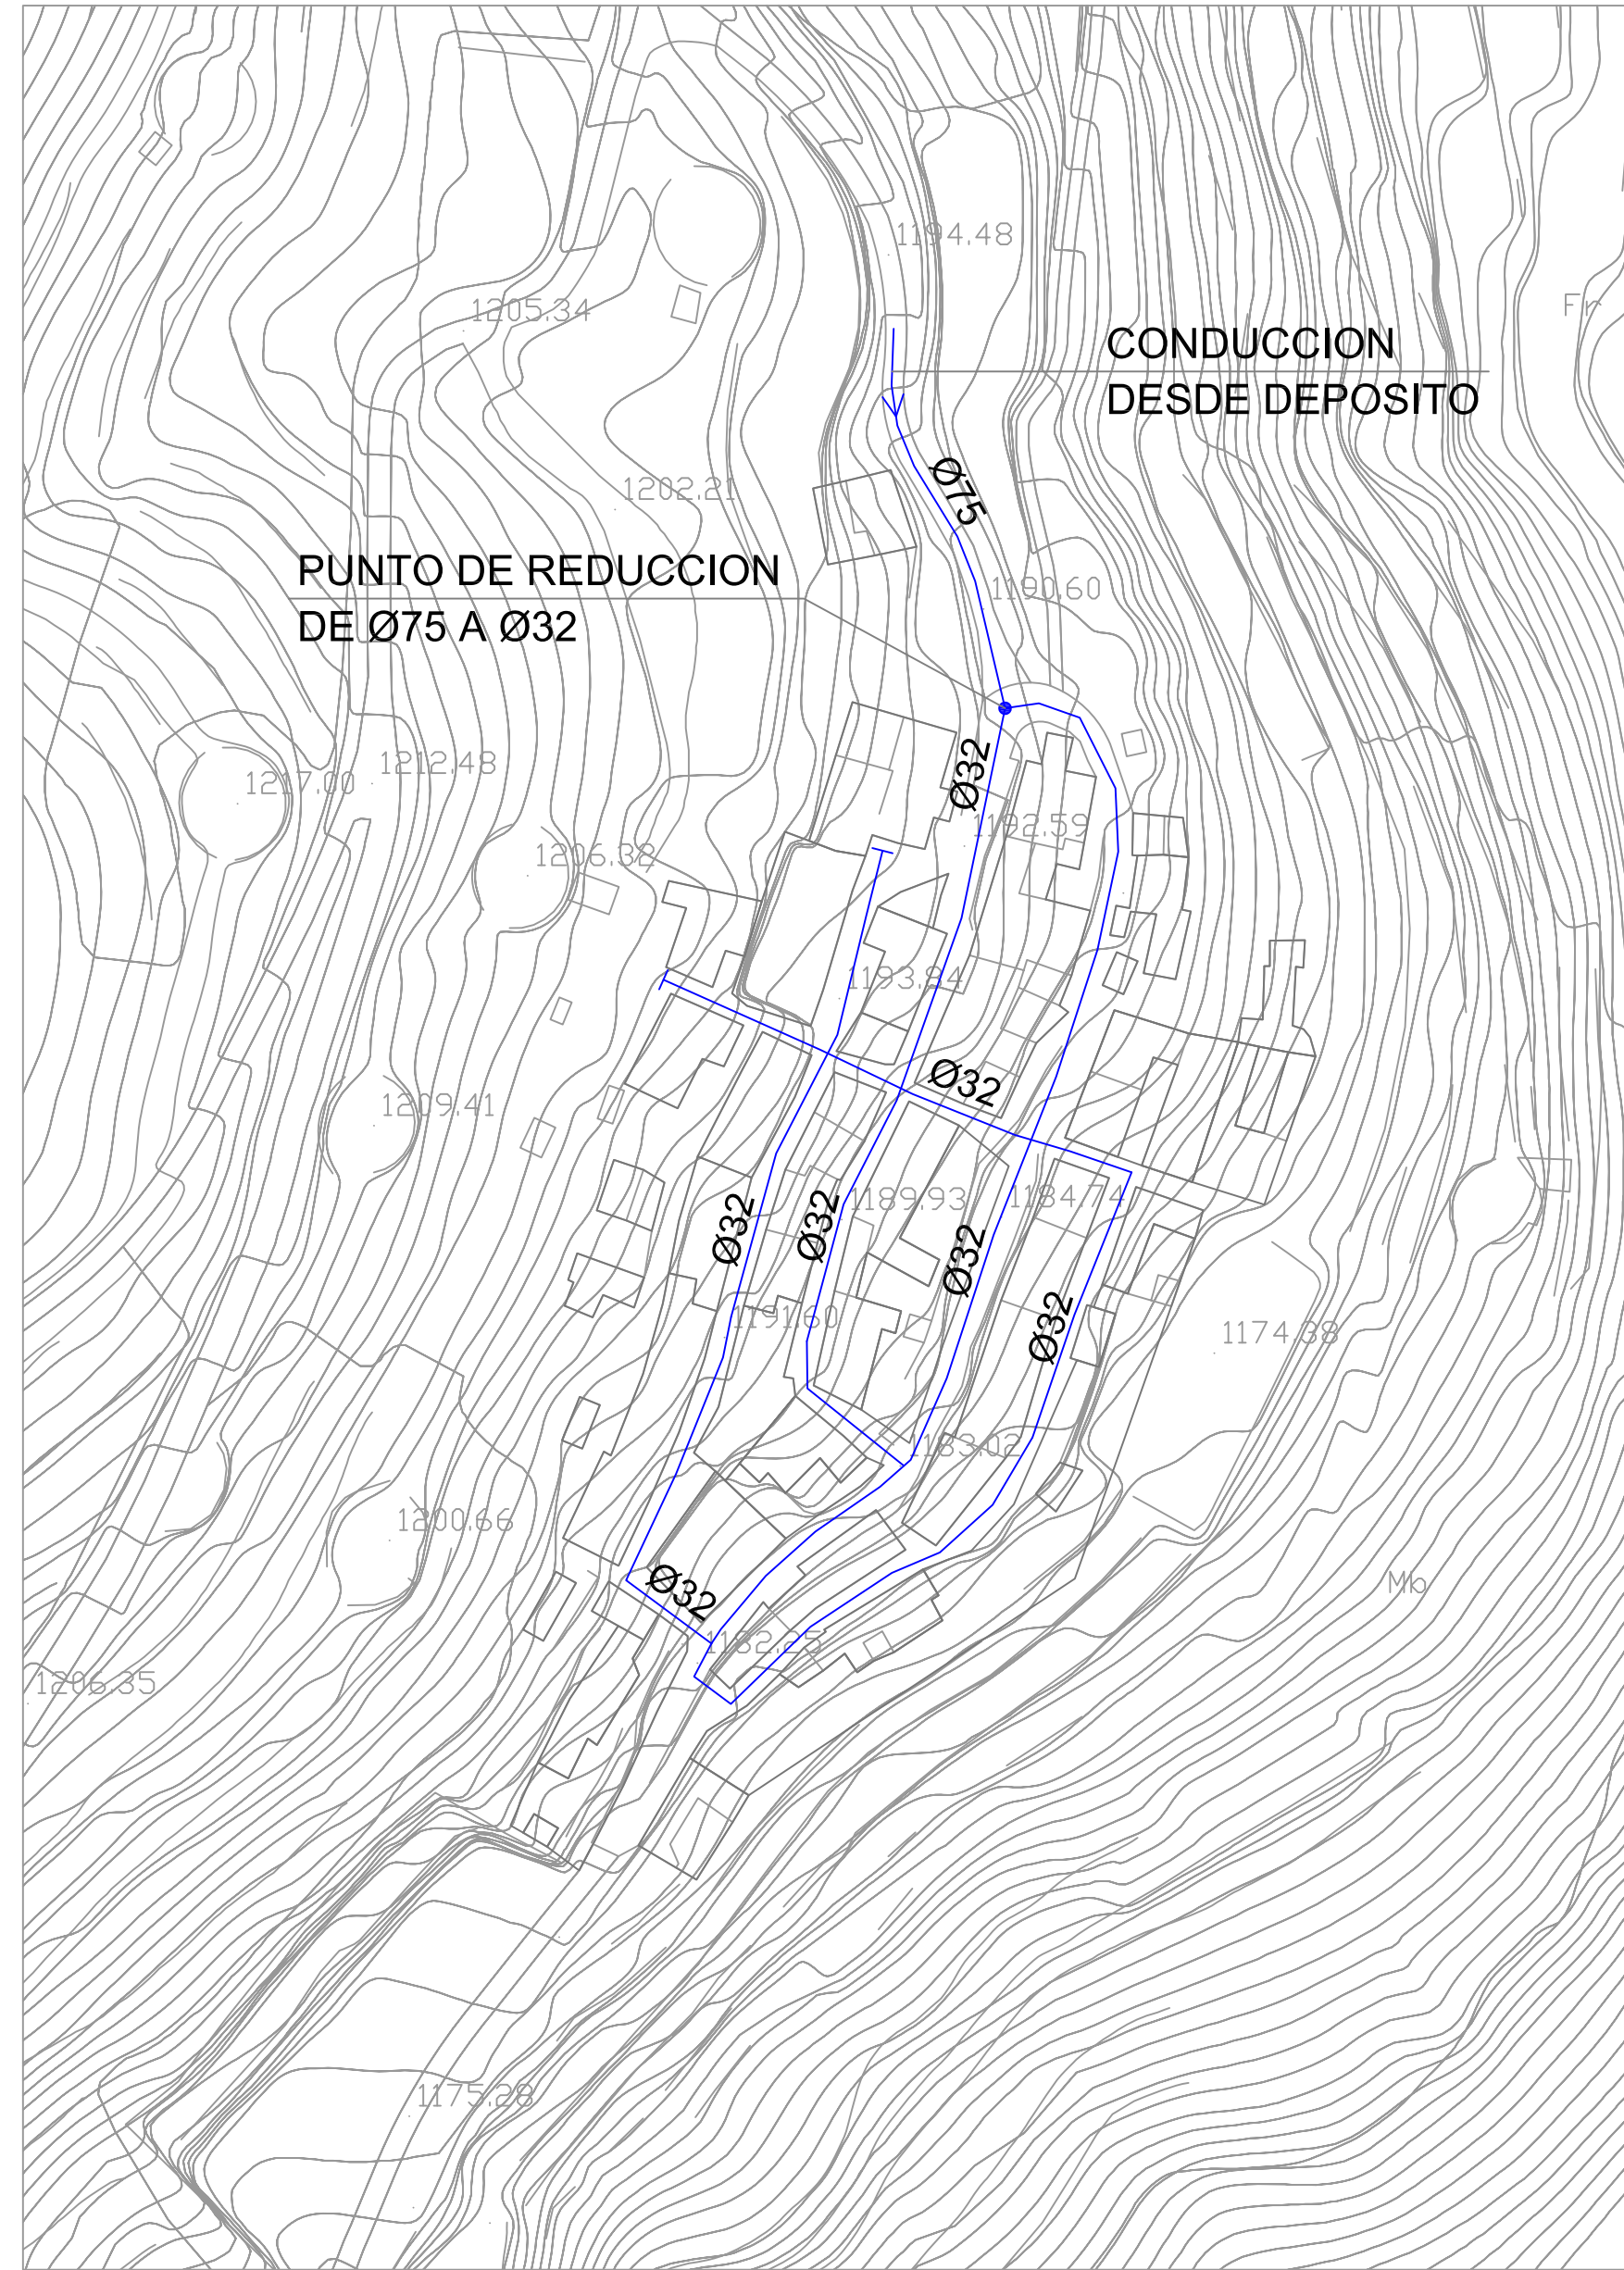 1194.48
1205.34
Fr
CONDUCCION
DESDE DEPOSITO
Ø75
1202.21
PUNTO DE REDUCCION
DE Ø75 A Ø32
1190.60
1212.48
1217.00
Ø32
1192.59
1206.38
1193.84
Ø32
1209.41
1189.93
1184.74
Ø32
Ø32
Ø32
Ø32
1191.60
1174.38
1183.02
1200.66
Ø32
Mb
1182.25
1206.35
1175.28